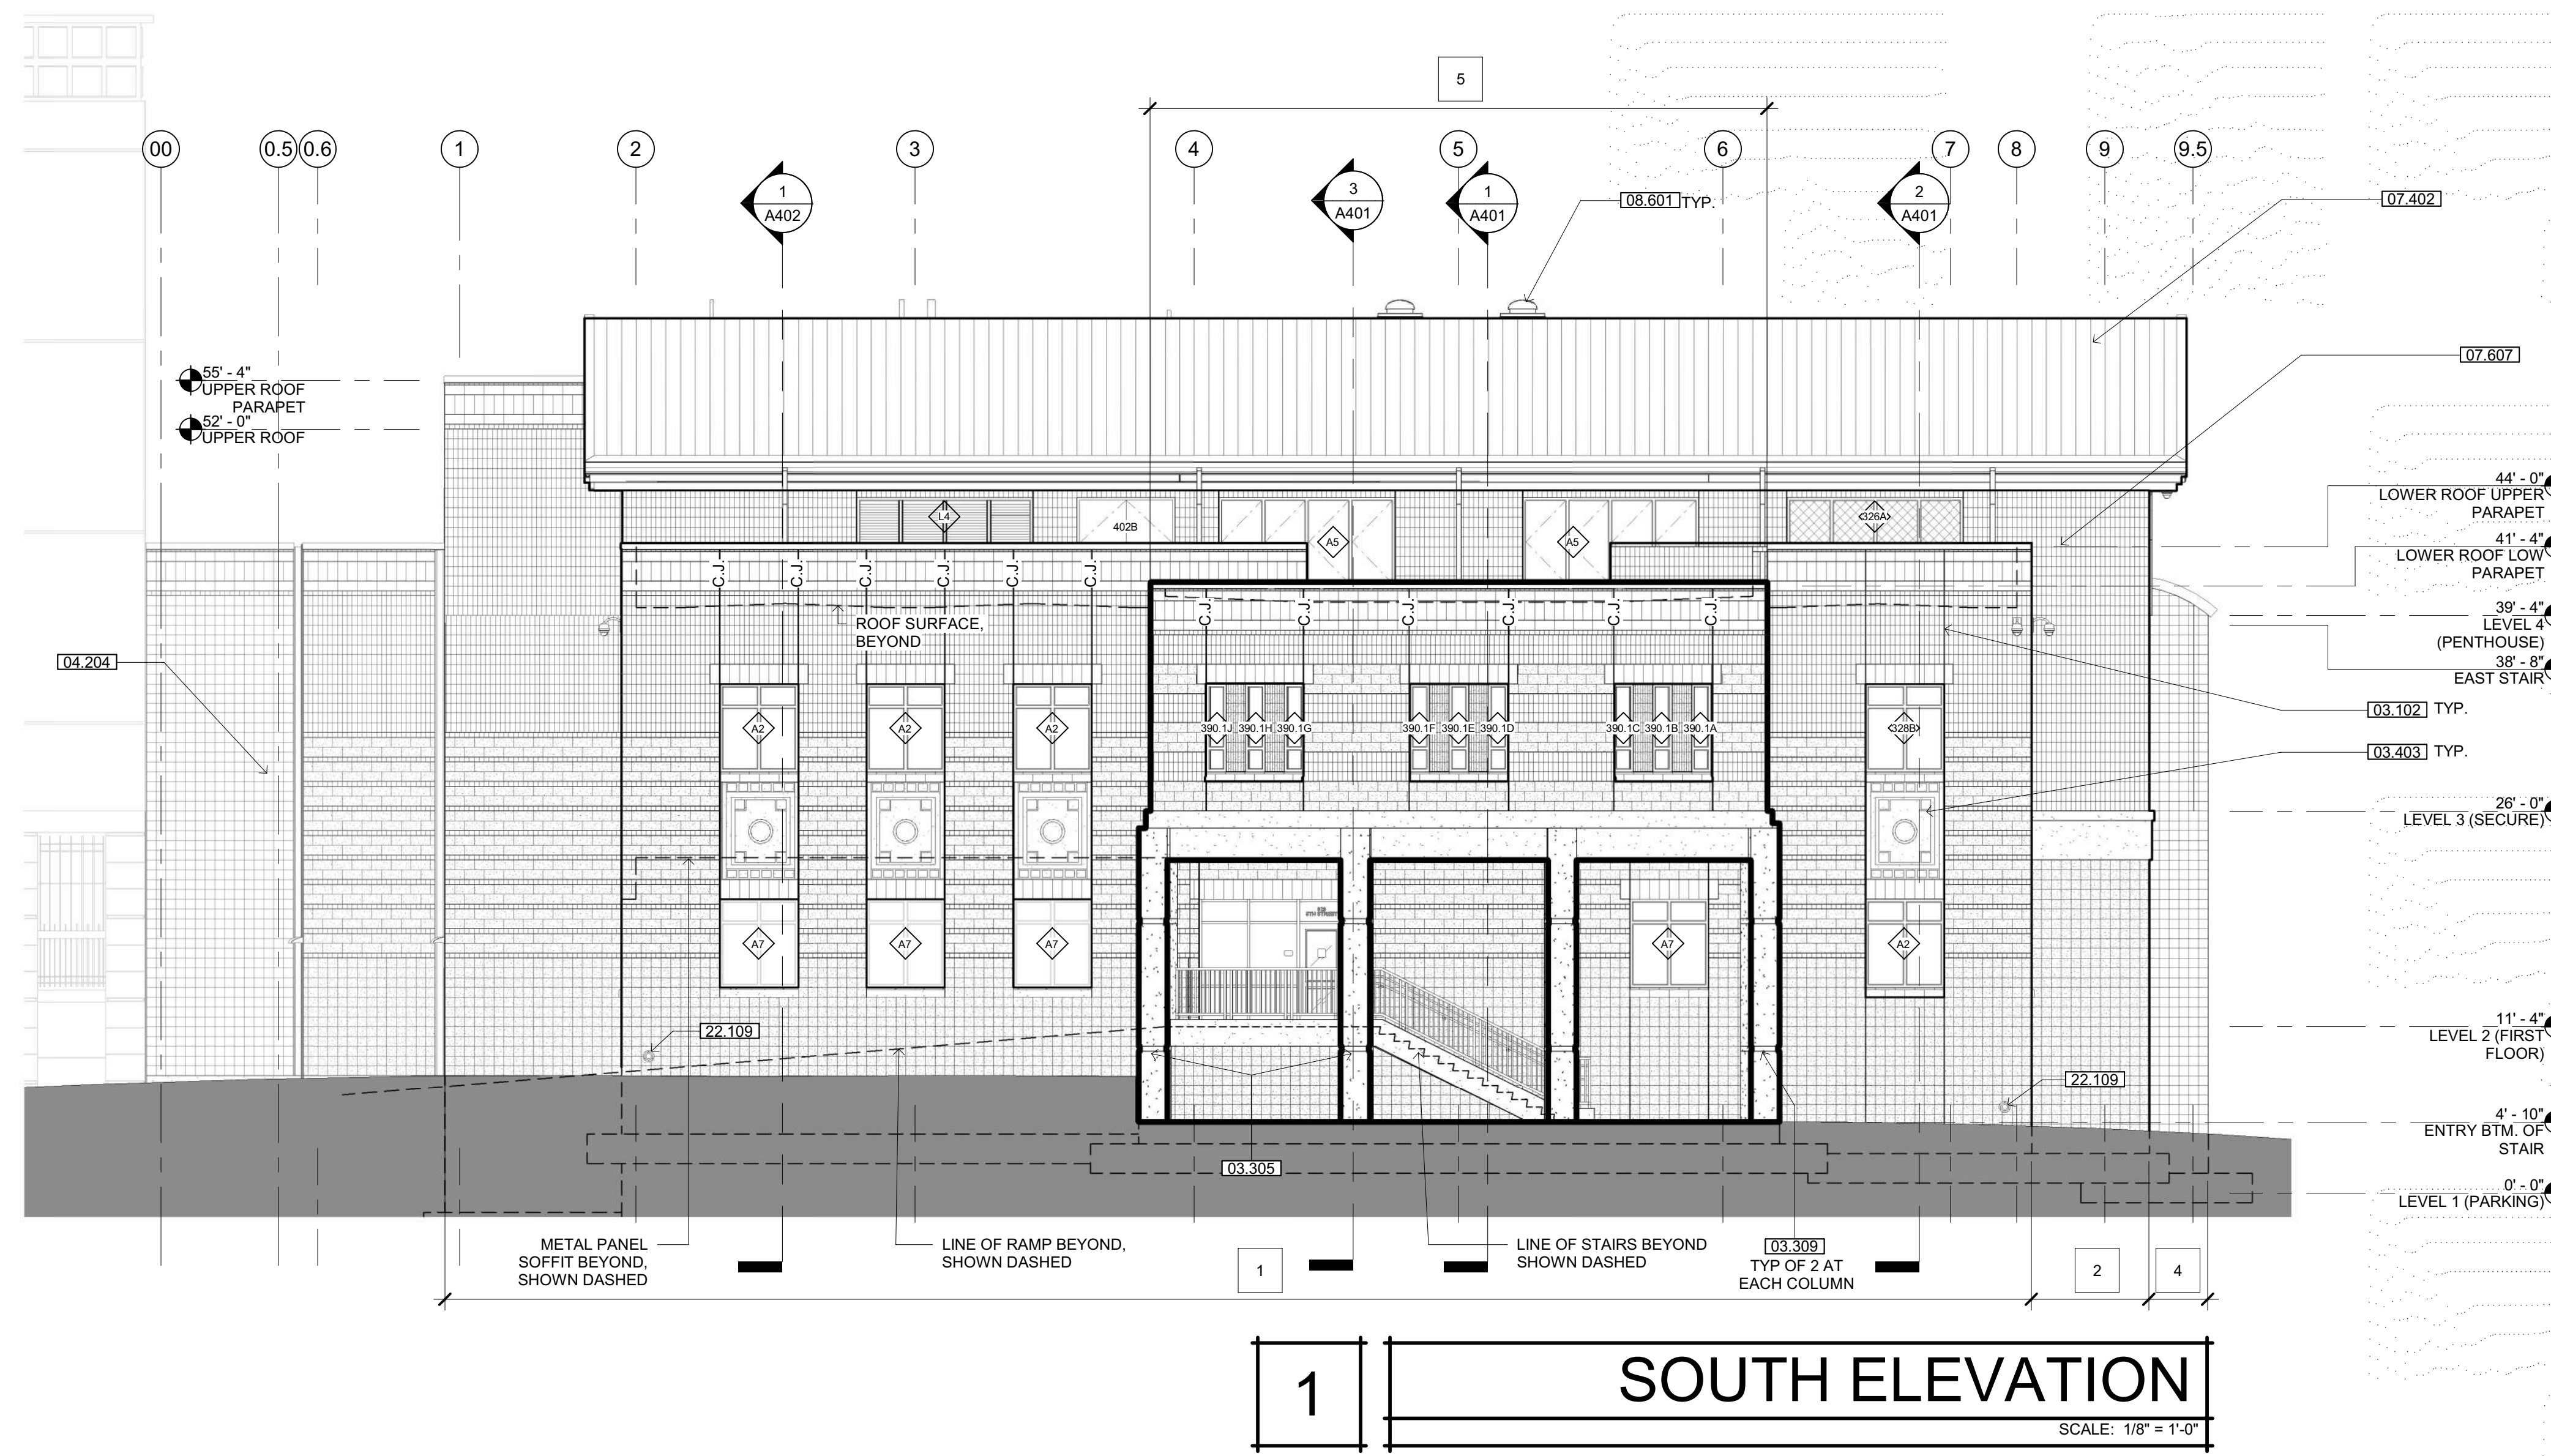 5
00
0.5
0.6
1
2
3
4
5
6
7
8
9
9.5
1
A402
3
A401
1
A401
2
A401
08.601 TYP.
07.402
07.607
55' - 4"
UPPER ROOF
PARAPET
52' - 0"
UPPER ROOF
44' - 0"
LOWER ROOF UPPER
PARAPET
41' - 4"
LOWER ROOF LOW
PARAPET
39' - 4"
LEVEL 4
(PENTHOUSE)
38' - 8"
EAST STAIR
L4
402B
A5
A5
326A
C.J.
C.J.
C.J.
C.J.
C.J.
C.J.
C.J.
C.J.
C.J.
C.J.
C.J.
C.J.
ROOF SURFACE,
BEYOND
04.204
03.102 TYP.
03.403 TYP.
A2
A2
A2
390.1J
390.1H
390.1G
390.1F
390.1E
390.1D
390.1C
390.1B
390.1A
328B
26' - 0"
LEVEL 3 (SECURE)
A7
A7
A7
A7
A2
22.109
22.109
11' - 4"
LEVEL 2 (FIRST
FLOOR)
4' - 10"
ENTRY BTM. OF
STAIR
0' - 0"
LEVEL 1 (PARKING)
03.305
METAL PANEL
SOFFIT BEYOND,
SHOWN DASHED
LINE OF RAMP BEYOND,
SHOWN DASHED
1
LINE OF STAIRS BEYOND
SHOWN DASHED
03.309
TYP OF 2 AT
EACH COLUMN
2
4
1
SOUTH ELEVATION
SCALE: 1/8" = 1'-0"